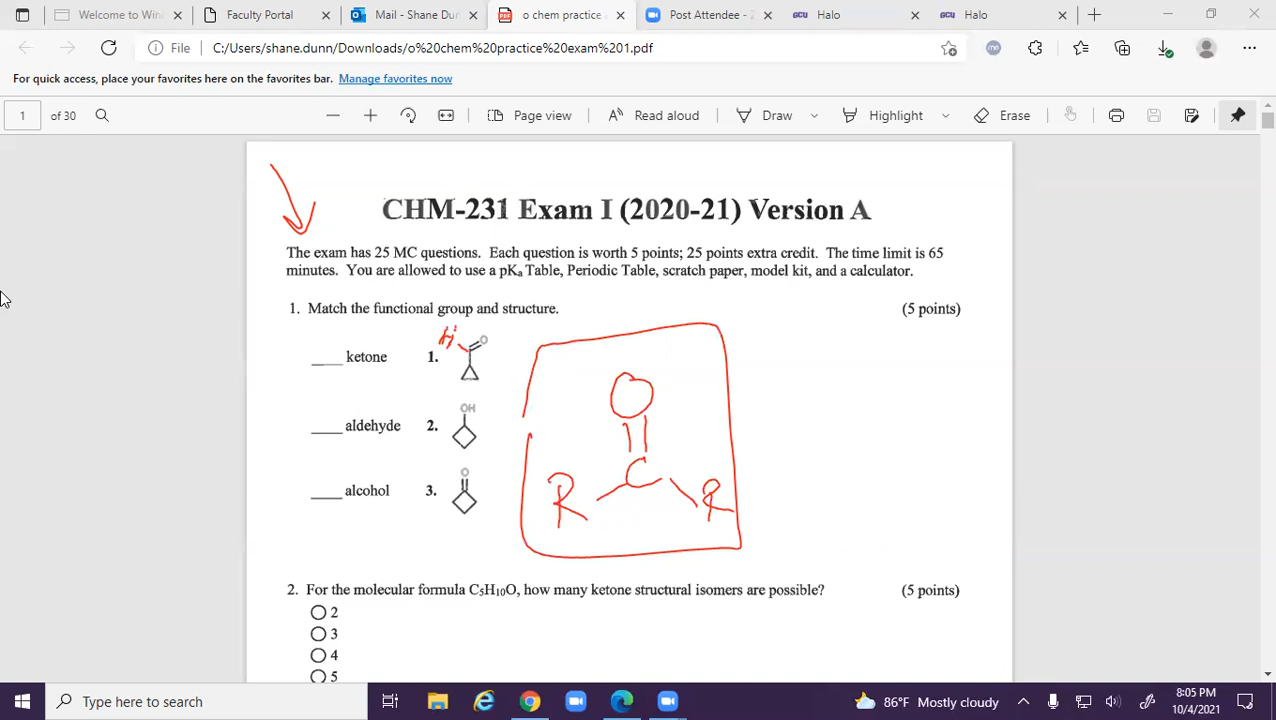 Welcome to Win
Faculty Portal
Mail - Shane Dun
o chem practice
Post Attendee - Z
GCU Halo
GCU Halo
File C:/Users/shane.dunn/Downloads/o%20chem%20practice%20exam%201.pdf
For quick access, place your favorites here on the favorites bar. Manage favorites now
1 of 30 Page view Read aloud Draw Highlight Erase
CHM-231 Exam I (2020-21) Version A
The exam has 25 MC questions. Each question is worth 5 points; 25 points extra credit. The time limit is 65
minutes. You are allowed to use a pKa Table, Periodic Table, scratch paper, model kit, and a calculator.
1. Match the functional group and structure. (5 points)
H
____ ketone 1. O
____ aldehyde 2. OH
____ alcohol 3. O
O
C
R R
2. For the molecular formula C₅H₁₀O, how many ketone structural isomers are possible? (5 points)
2
3
4
5
Type here to search
86°F Mostly cloudy
8:05 PM
10/4/2021